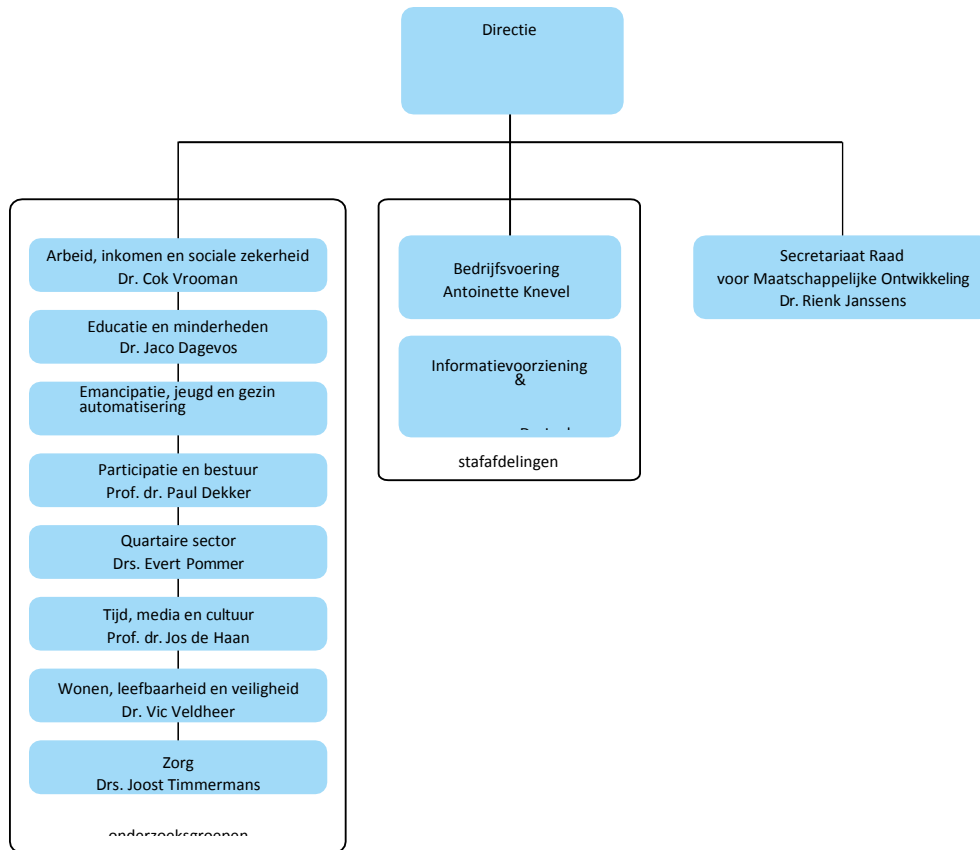 Directie
Arbeid, inkomen en sociale zekerheid
Dr. Cok Vrooman
Educatie en minderheden
Dr. Jaco Dagevos
Emancipatie, jeugd en gezin
automatisering
Participatie en bestuur
Prof. dr. Paul Dekker
Quartaire sector
Drs. Evert Pommer
Tijd, media en cultuur
Prof. dr. Jos de Haan
Wonen, leefbaarheid en veiligheid
Dr. Vic Veldheer
Zorg
Drs. Joost Timmermans
onderzoeksgroepen
Bedrijfsvoering
Antoinette Knevel
Informatievoorziening
&
stafafdelingen
Secretariaat Raad
voor Maatschappelijke Ontwikkeling
Dr. Rienk Janssens